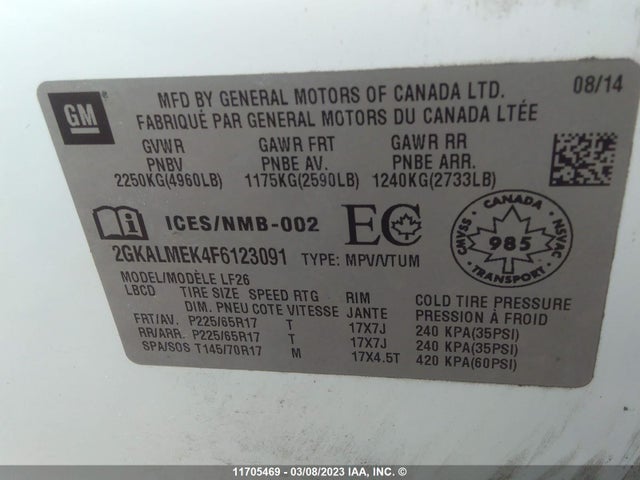 GM
MFD BY GENERAL MOTORS OF CANADA LTD. 08/14
FABRIQUÉ PAR GENERAL MOTORS DU CANADA LTÉE
GVWR GAWR FRT GAWR RR
PNBV PNBE AV. PNBE ARR.
2250KG(4960LB) 1175KG(2590LB) 1240KG(2733LB)
ICES/NMB-002 EC
CANADA
CMVSS 985 NSVAC
TRANSPORT
2GKALMEK4F6123091 TYPE: MPV/VTUM
MODEL/MODÈLE LF26
LBCD TIRE SIZE SPEED RTG RIM COLD TIRE PRESSURE
DIM. PNEU COTE VITESSE JANTE PRESSION À FROID
FRT/AV. P225/65R17 T 17X7J 240 KPA(35PSI)
RR/ARR. P225/65R17 T 17X7J 240 KPA(35PSI)
SPA/SOS T145/70R17 M 17X4.5T 420 KPA(60PSI)
11705469 - 03/08/2023 IAA, INC. ©